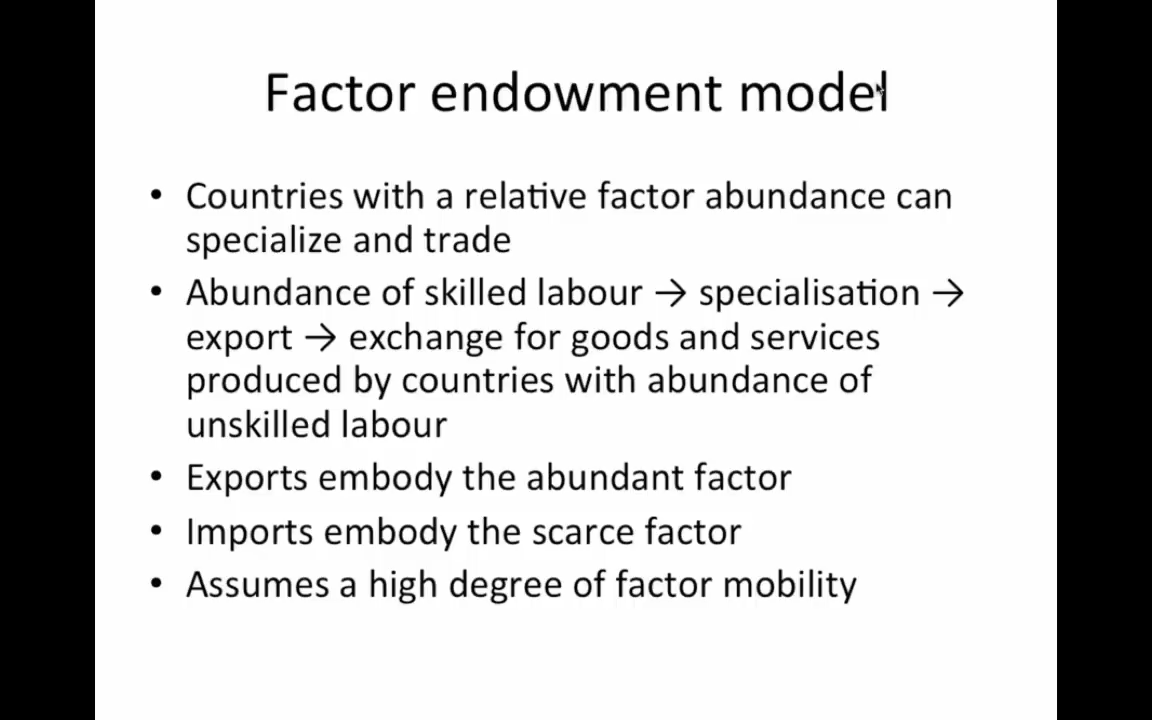 Factor endowment model
• Countries with a relative factor abundance can
specialize and trade
• Abundance of skilled labour → specialisation →
export → exchange for goods and services
produced by countries with abundance of
unskilled labour
• Exports embody the abundant factor
• Imports embody the scarce factor
• Assumes a high degree of factor mobility